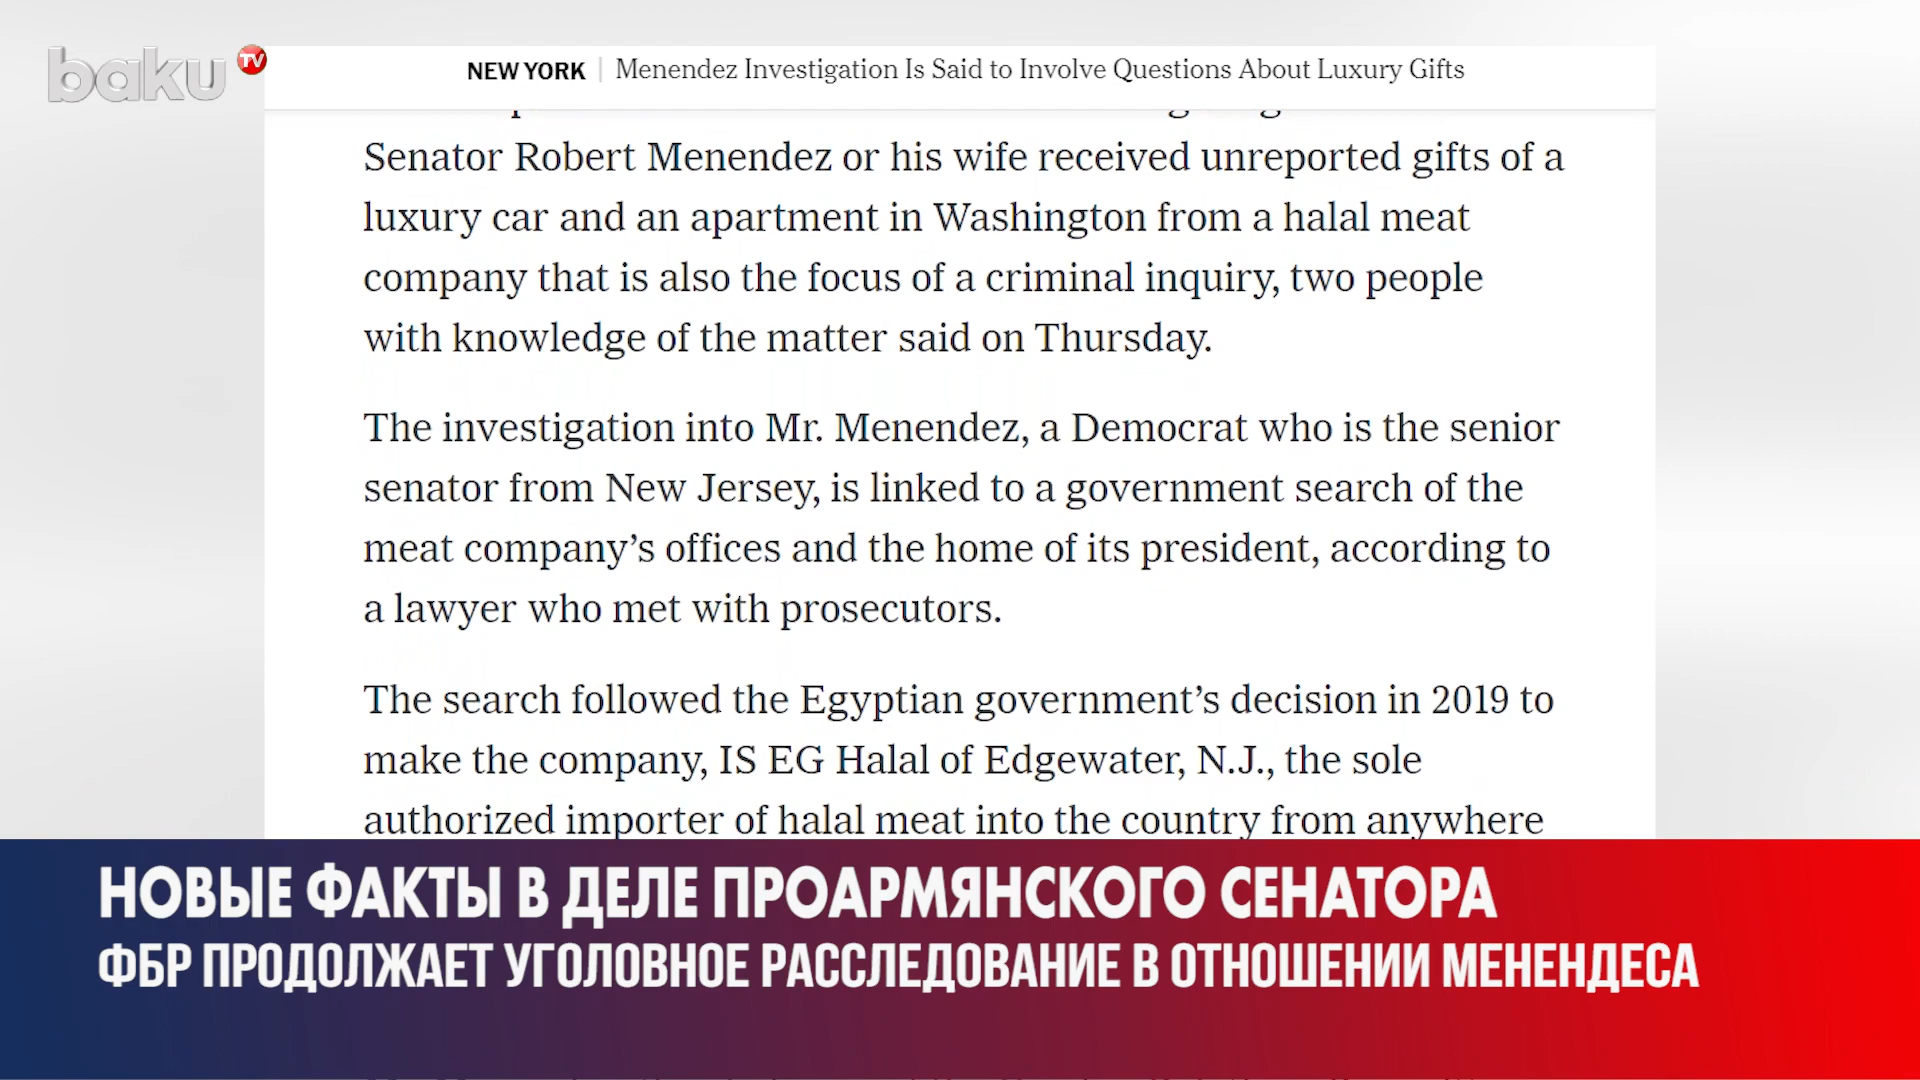 baku TV
NEW YORK | Menendez Investigation Is Said to Involve Questions About Luxury Gifts
Senator Robert Menendez or his wife received unreported gifts of a
luxury car and an apartment in Washington from a halal meat
company that is also the focus of a criminal inquiry, two people
with knowledge of the matter said on Thursday.
The investigation into Mr. Menendez, a Democrat who is the senior
senator from New Jersey, is linked to a government search of the
meat company’s offices and the home of its president, according to
a lawyer who met with prosecutors.
The search followed the Egyptian government’s decision in 2019 to
make the company, IS EG Halal of Edgewater, N.J., the sole
authorized importer of halal meat into the country from anywhere
НОВЫЕ ФАКТЫ В ДЕЛЕ ПРОАРМЯНСКОГО СЕНАТОРА
ФБР ПРОДОЛЖАЕТ УГОЛОВНОЕ РАССЛЕДОВАНИЕ В ОТНОШЕНИИ МЕНЕНДЕСА